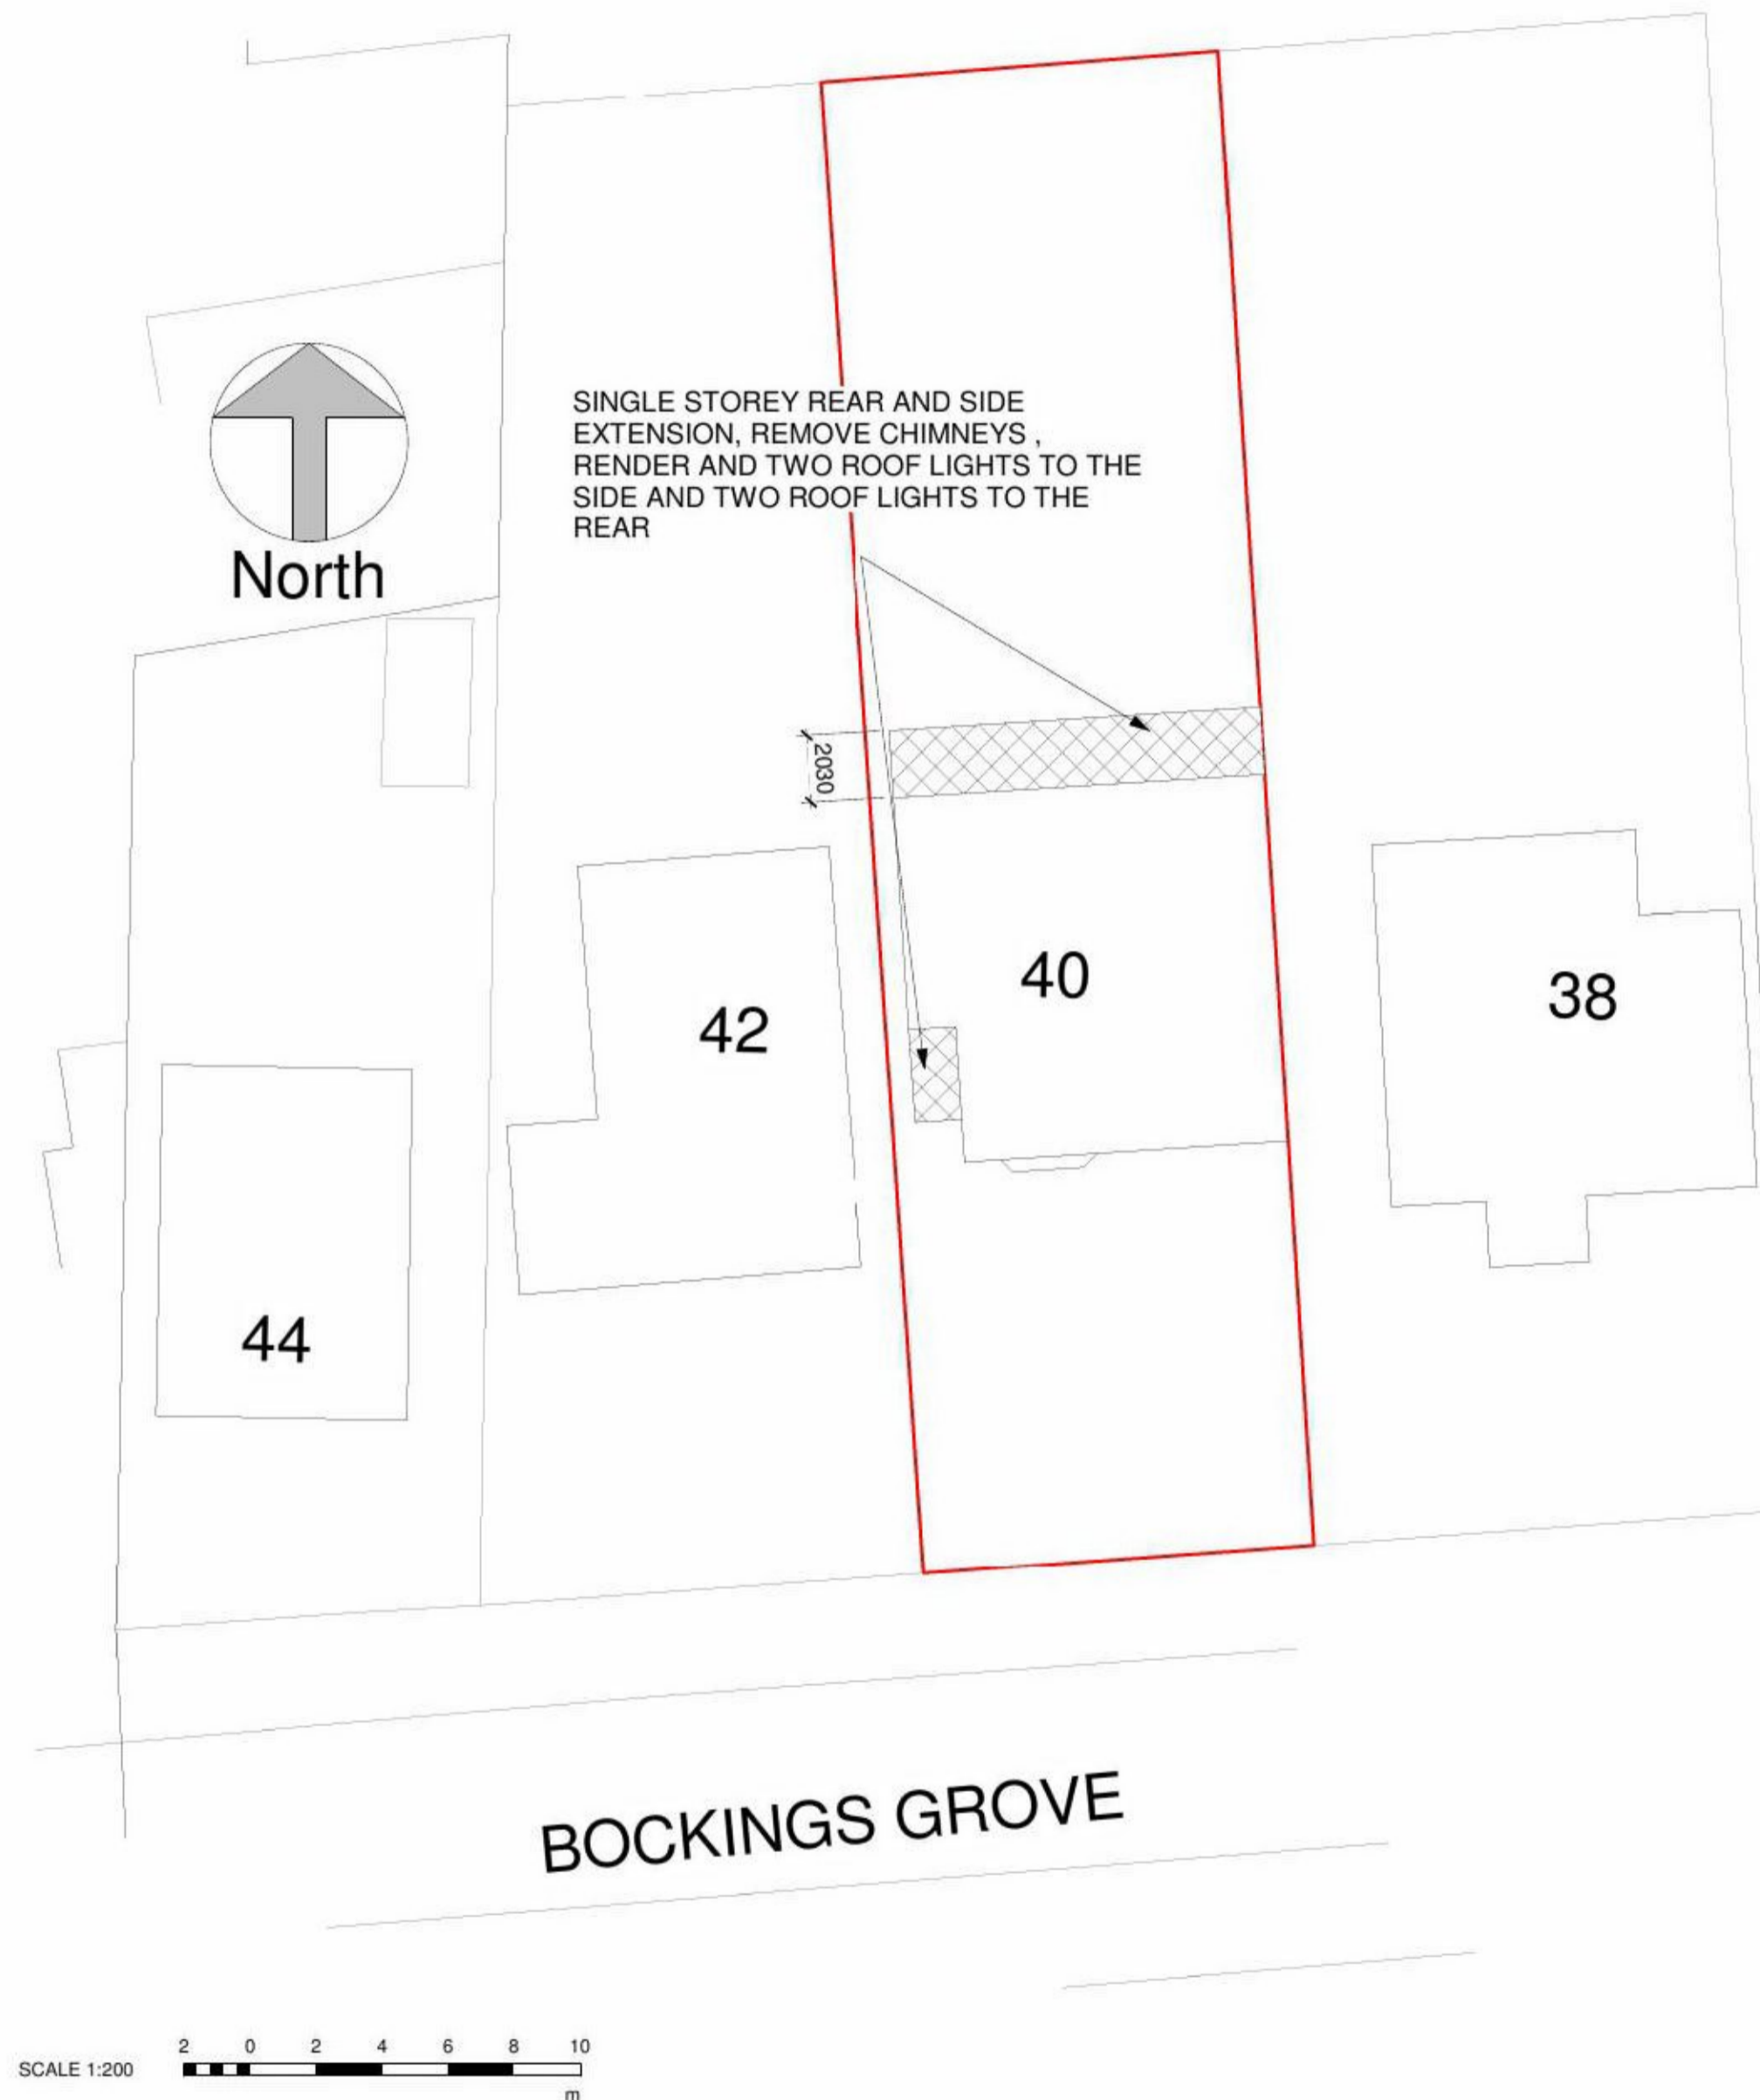 SINGLE STOREY REAR AND SIDE
EXTENSION, REMOVE CHIMNEYS ,
RENDER AND TWO ROOF LIGHTS TO THE
SIDE AND TWO ROOF LIGHTS TO THE
REAR
North
2030
40
38
42
44
BOCKINGS GROVE
2 0 2 4 6 8 10
SCALE 1:200
m